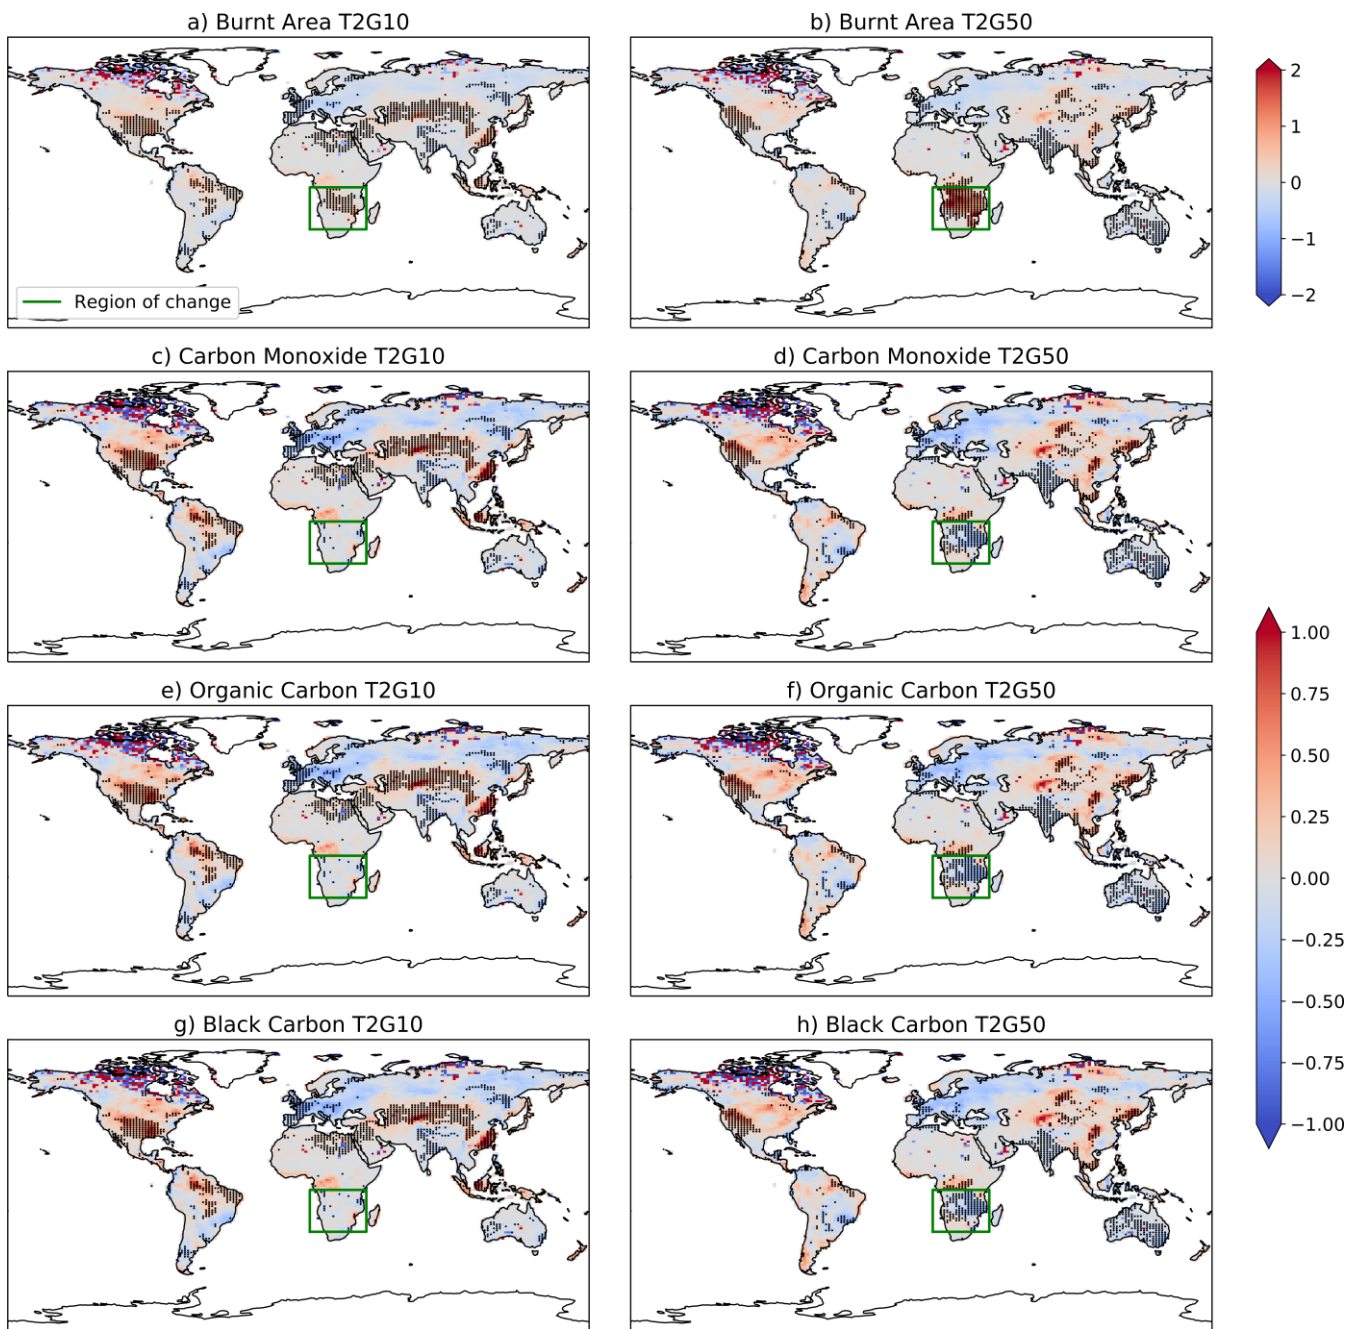 a) Burnt Area T2G10
b) Burnt Area T2G50
2
1
0
−1
−2
Region of change
c) Carbon Monoxide T2G10
d) Carbon Monoxide T2G50
e) Organic Carbon T2G10
f) Organic Carbon T2G50
1.00
0.75
0.50
0.25
0.00
−0.25
−0.50
−0.75
−1.00
g) Black Carbon T2G10
h) Black Carbon T2G50